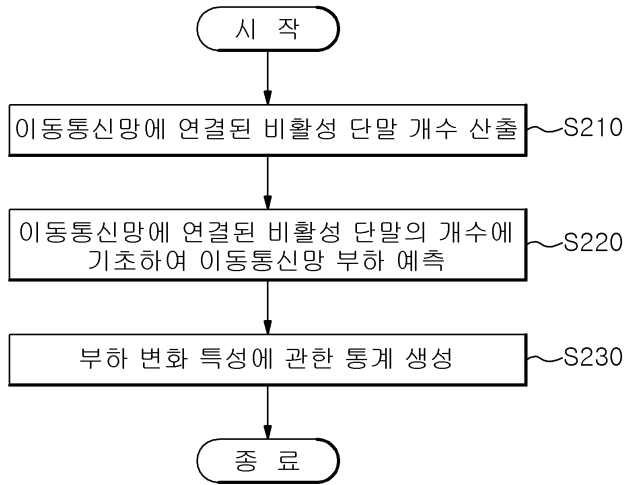 시 작
이동통신망에 연결된 비활성 단말 개수 산출
S210
이동통신망에 연결된 비활성 단말의 개수에
기초하여 이동통신망 부하 예측
S220
부하 변화 특성에 관한 통계 생성
S230
종 료